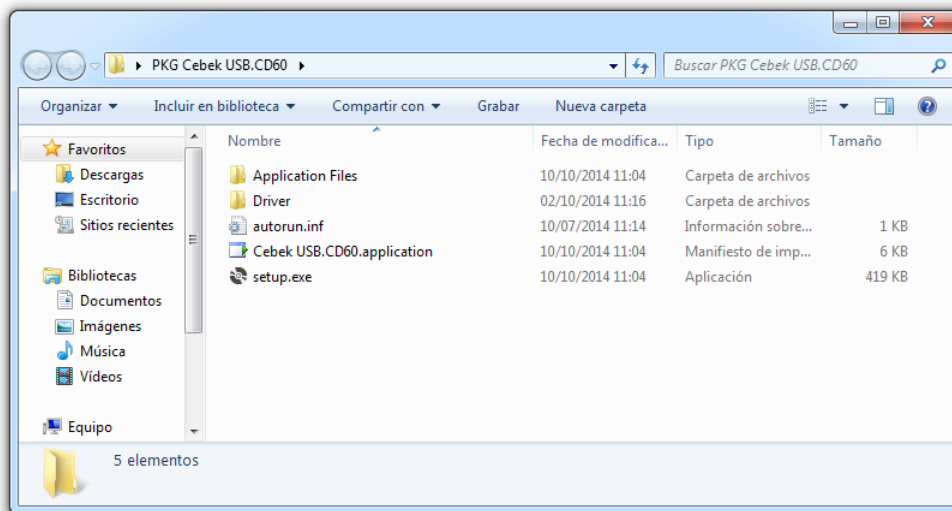 PKG Cebek USB.CD60
Buscar PKG Cebek USB.CD60
Organizar Incluir en biblioteca Compartir con Grabar Nueva carpeta
Favoritos
Descargas
Escritorio
Sitios recientes
Bibliotecas
Documentos
Imágenes
Música
Vídeos
Equipo
Nombre Fecha de modifica... Tipo Tamaño
Application Files 10/10/2014 11:04 Carpeta de archivos
Driver 02/10/2014 11:16 Carpeta de archivos
autorun.inf 10/07/2014 11:14 Información sobre... 1 KB
Cebek USB.CD60.application 10/10/2014 11:04 Manifiesto de imp... 6 KB
setup.exe 10/10/2014 11:04 Aplicación 419 KB
5 elementos